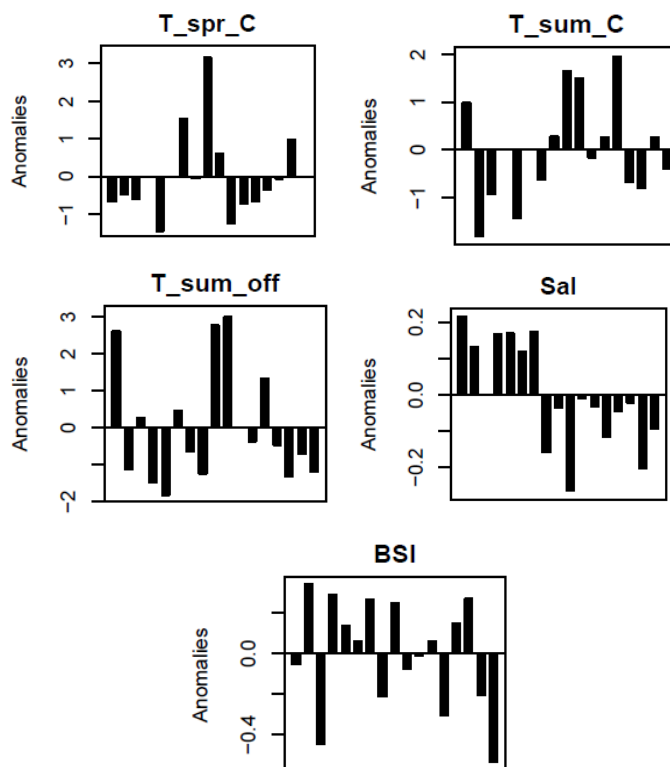 T_spr_C
Anomalies
3
2
1
0
−1
T_sum_C
Anomalies
2
1
0
−1
T_sum_off
Anomalies
3
2
1
0
−2
Sal
Anomalies
0.2
0.0
−0.2
BSI
Anomalies
0.0
−0.4